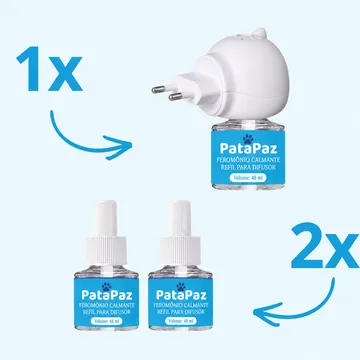 1x
PataPaz
FEROMÔNIO CALMANTE
REFIL PARA DIFUSOR
Volume: 48 ml
2x
PataPaz
FEROMÔNIO CALMANTE
REFIL PARA DIFUSOR
Volume: 48 ml
PataPaz
FEROMÔNIO CALMANTE
REFIL PARA DIFUSOR
Volume: 48 ml